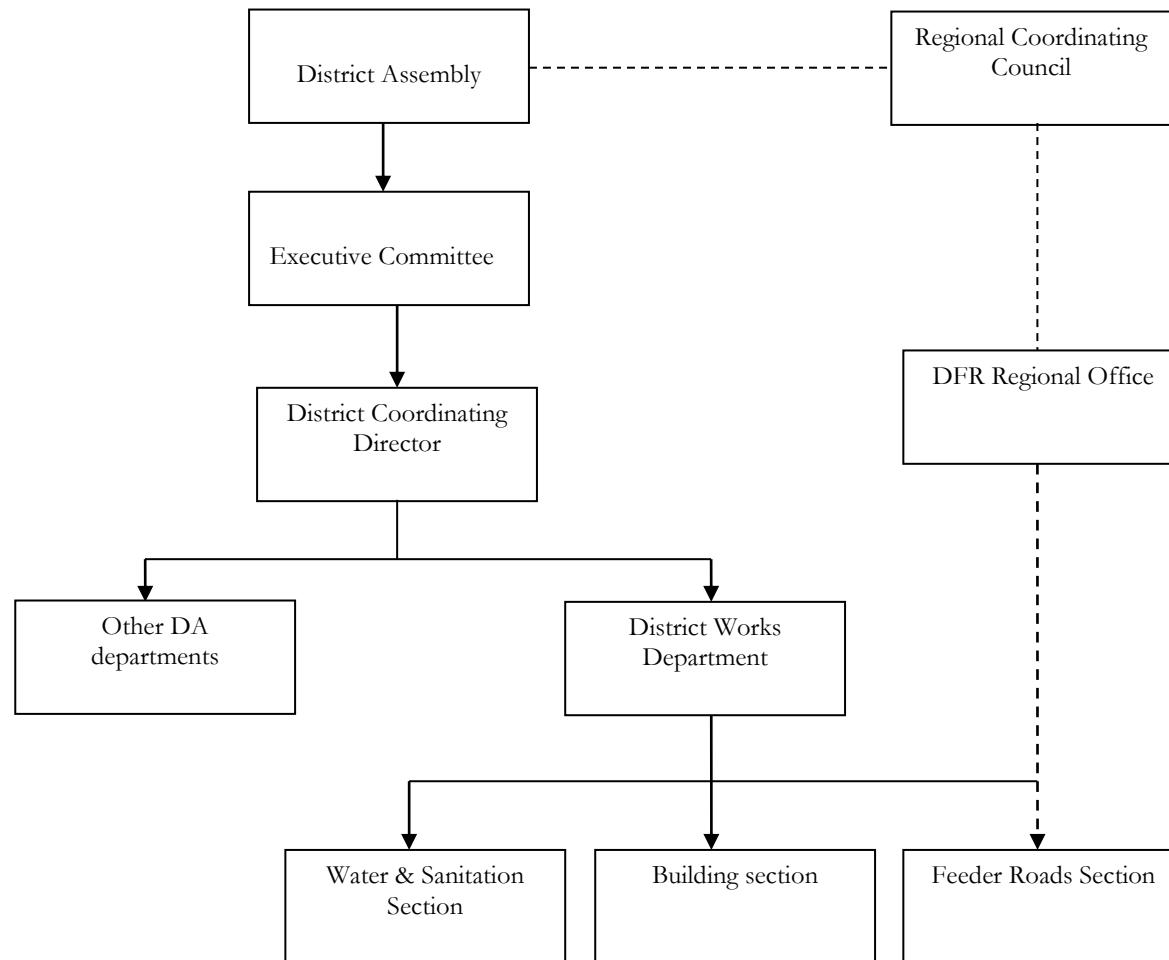 District Assembly
Regional Coordinating
Council
Executive Committee
DFR Regional Office
District Coordinating
Director
Other DA
departments
District Works
Department
Water & Sanitation
Section
Building section
Feeder Roads Section